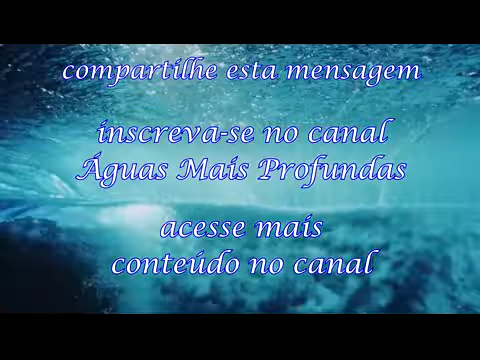 compartilhe esta mensagem
inscreva-se no canal
Águas Mais Profundas
acesse mais
conteúdo no canal